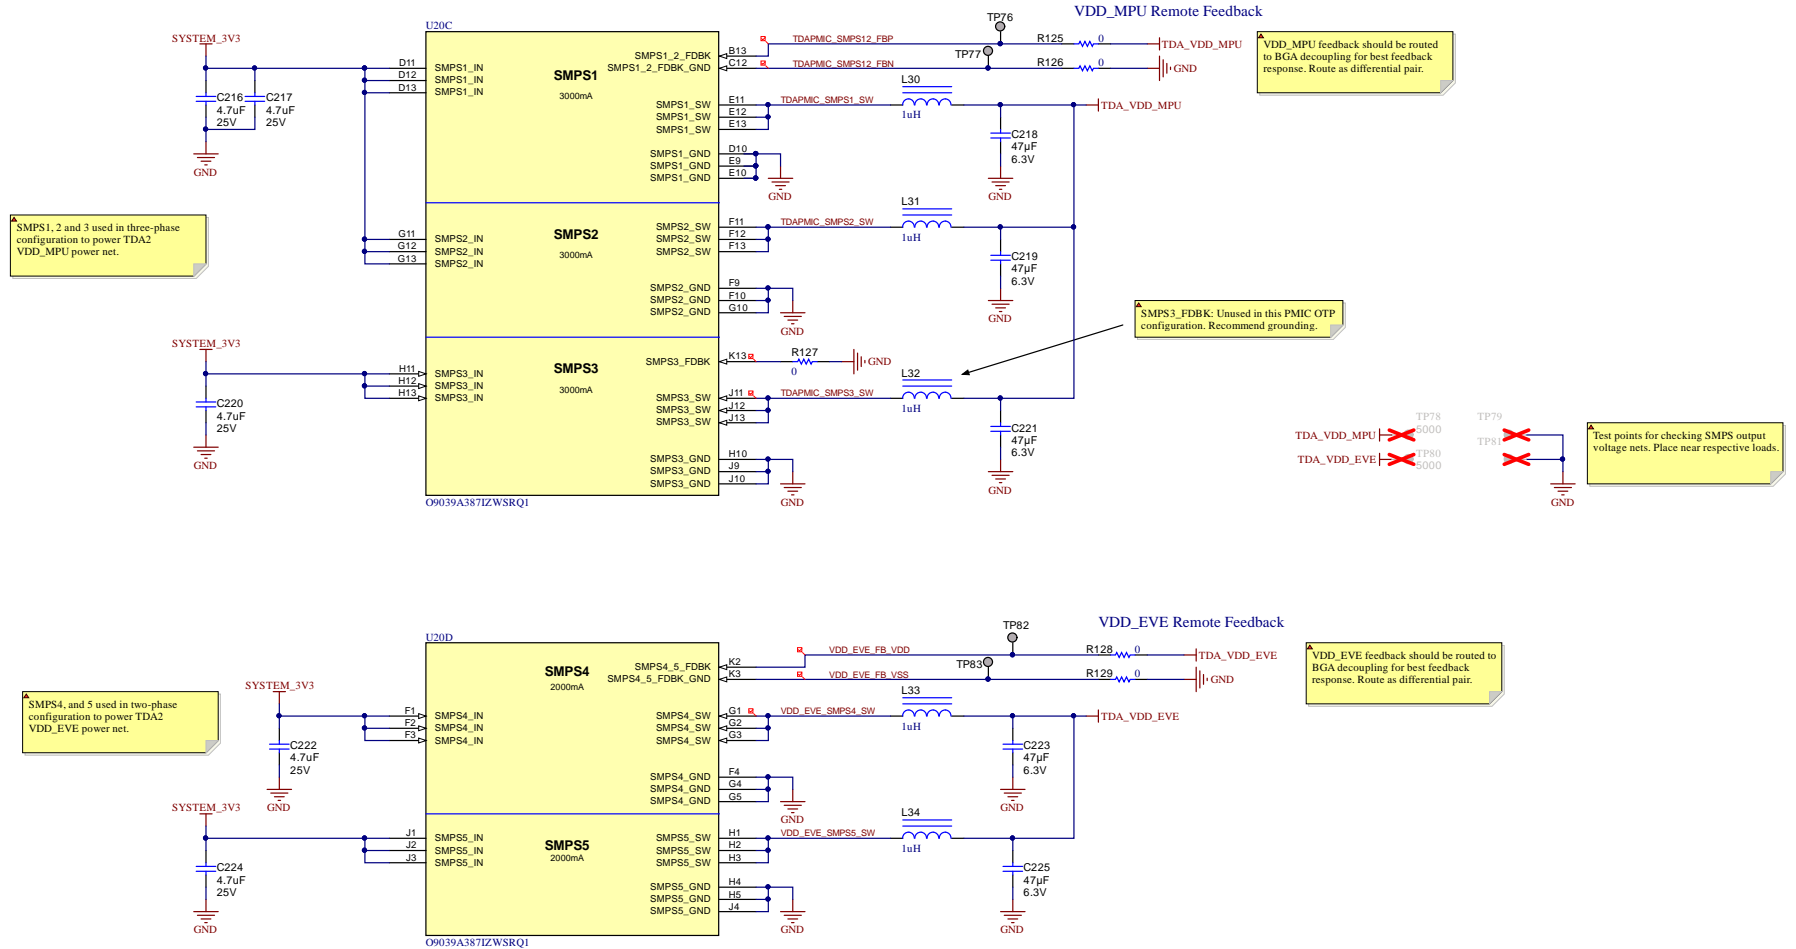 VDD_MPU Remote Feedback
U20C
TP76
SYSTEM_3V3
TDAPMIC_SMPS12_FBP
R125
0
TDA_VDD_MPU
VDD_MPU feedback should be routed
to BGA decoupling for best feedback
response. Route as differential pair.
SMPS1_2_FDBK
B13
TP77
SMPS1_2_FDBK_GND
C12
TDAPMIC_SMPS12_FBN
R126
0
GND
D11
SMPS1_IN
D12
SMPS1_IN
D13
SMPS1_IN
SMPS1
3000mA
L30
C216
4.7uF
25V
C217
4.7uF
25V
SMPS1_SW
E11
TDAPMIC_SMPS1_SW
1uH
TDA_VDD_MPU
SMPS1_SW
E12
SMPS1_SW
E13
C218
47µF
6.3V
SMPS1_GND
D10
SMPS1_GND
E9
SMPS1_GND
E10
GND
GND
GND
SMPS1, 2 and 3 used in three-phase
configuration to power TDA2
VDD_MPU power net.
L31
SMPS2
3000mA
SMPS2_SW
F11
TDAPMIC_SMPS2_SW
1uH
G11
SMPS2_IN
SMPS2_SW
F12
G12
SMPS2_IN
SMPS2_SW
F13
G13
SMPS2_IN
C219
47µF
6.3V
SMPS2_GND
F9
SMPS2_GND
F10
SMPS2_GND
G10
GND
GND
SMPS3_FDBK: Unused in this PMIC OTP
configuration. Recommend grounding.
SYSTEM_3V3
SMPS3_FDBK
K13
R127
0
GND
H11
SMPS3_IN
H12
SMPS3_IN
H13
SMPS3_IN
SMPS3
3000mA
L32
SMPS3_SW
J11
TDAPMIC_SMPS3_SW
1uH
SMPS3_SW
J12
SMPS3_SW
J13
C220
4.7uF
25V
C221
47µF
6.3V
GND
SMPS3_GND
H10
SMPS3_GND
J9
SMPS3_GND
J10
GND
GND
O9039A387IZWSRQ1
TP78
5000
TP79
TDA_VDD_MPU
TP81
TDA_VDD_EVE
TP80
5000
GND
Test points for checking SMPS output
voltage nets. Place near respective loads.
VDD_EVE Remote Feedback
U20D
TP82
VDD_EVE_FB_VDD
R128
0
TDA_VDD_EVE
VDD_EVE feedback should be routed to
BGA decoupling for best feedback
response. Route as differential pair.
SMPS4_5_FDBK
K2
TP83
SMPS4_5_FDBK_GND
K3
VDD_EVE_FB_VSS
R129
0
GND
SMPS4
2000mA
SYSTEM_3V3
SMPS4, and 5 used in two-phase
configuration to power TDA2
VDD_EVE power net.
L33
F1
SMPS4_IN
SMPS4_SW
G1
VDD_EVE_SMPS4_SW
1uH
TDA_VDD_EVE
F2
SMPS4_IN
SMPS4_SW
G2
F3
SMPS4_IN
SMPS4_SW
G3
C222
4.7uF
25V
C223
47µF
6.3V
SMPS4_GND
F4
SMPS4_GND
G4
SMPS4_GND
G5
GND
GND
GND
SYSTEM_3V3
L34
J1
SMPS5_IN
J2
SMPS5_IN
J3
SMPS5_IN
SMPS5
2000mA
SMPS5_SW
H1
VDD_EVE_SMPS5_SW
1uH
SMPS5_SW
H2
SMPS5_SW
H3
C224
4.7uF
25V
C225
47µF
6.3V
SMPS5_GND
H4
SMPS5_GND
H5
SMPS5_GND
J4
GND
GND
GND
O9039A387IZWSRQ1